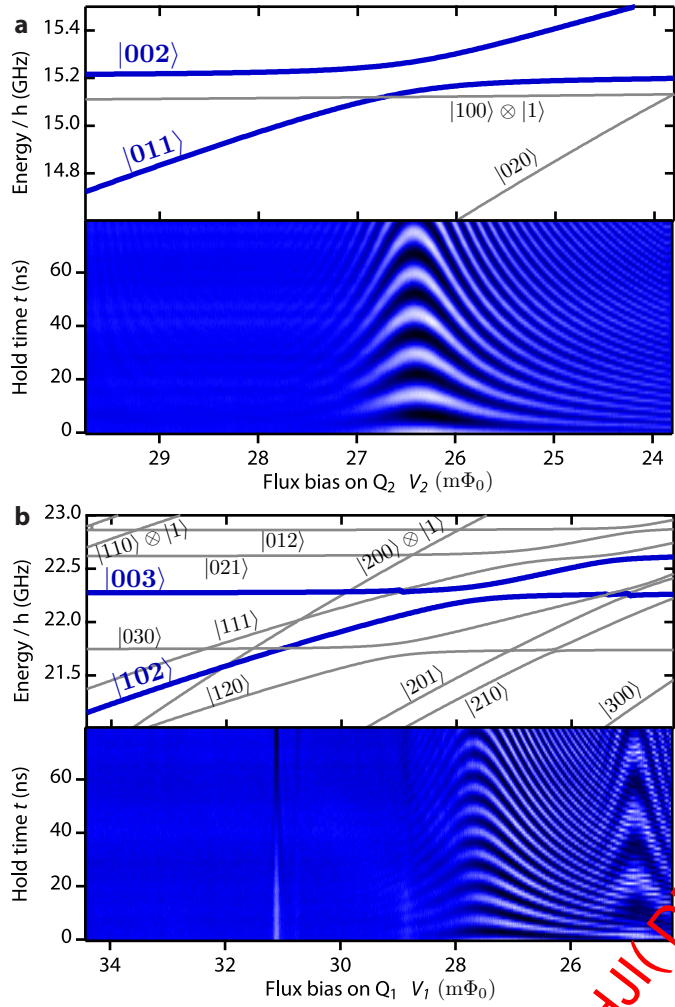 a
15.4
15.2
15.0
14.8
Energy / h (GHz)
|002⟩
|011⟩
|100⟩ ⊗ |1⟩
|020⟩
60
40
20
0
Hold time t (ns)
29 28 27 26 25 24
Flux bias on Q₂ V₂ (mΦ₀)
b
23.0
22.5
22.0
21.5
Energy / h (GHz)
|110⟩ ⊗ |1⟩
|012⟩
|200⟩ ⊗ |1⟩
|021⟩
|003⟩
|030⟩
|111⟩
|102⟩
|120⟩
|201⟩
|210⟩
|300⟩
60
40
20
0
Hold time t (ns)
34 32 30 28 26
Flux bias on Q₁ V₁ (mΦ₀)